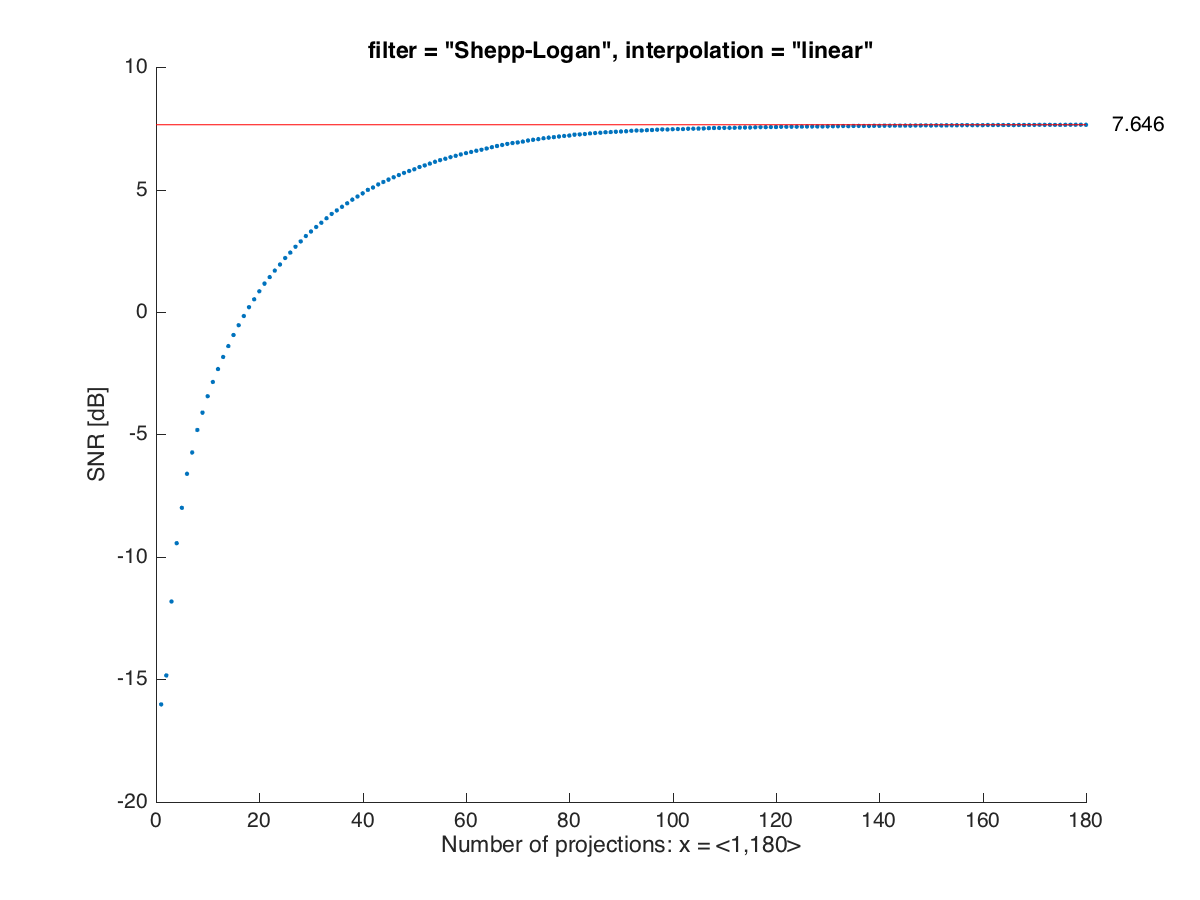 filter = "Shepp-Logan", interpolation = "linear"
10
7.646
5
0
SNR [dB]
-5
-10
-15
-20
0 20 40 60 80 100 120 140 160 180
Number of projections: x = <1,180>